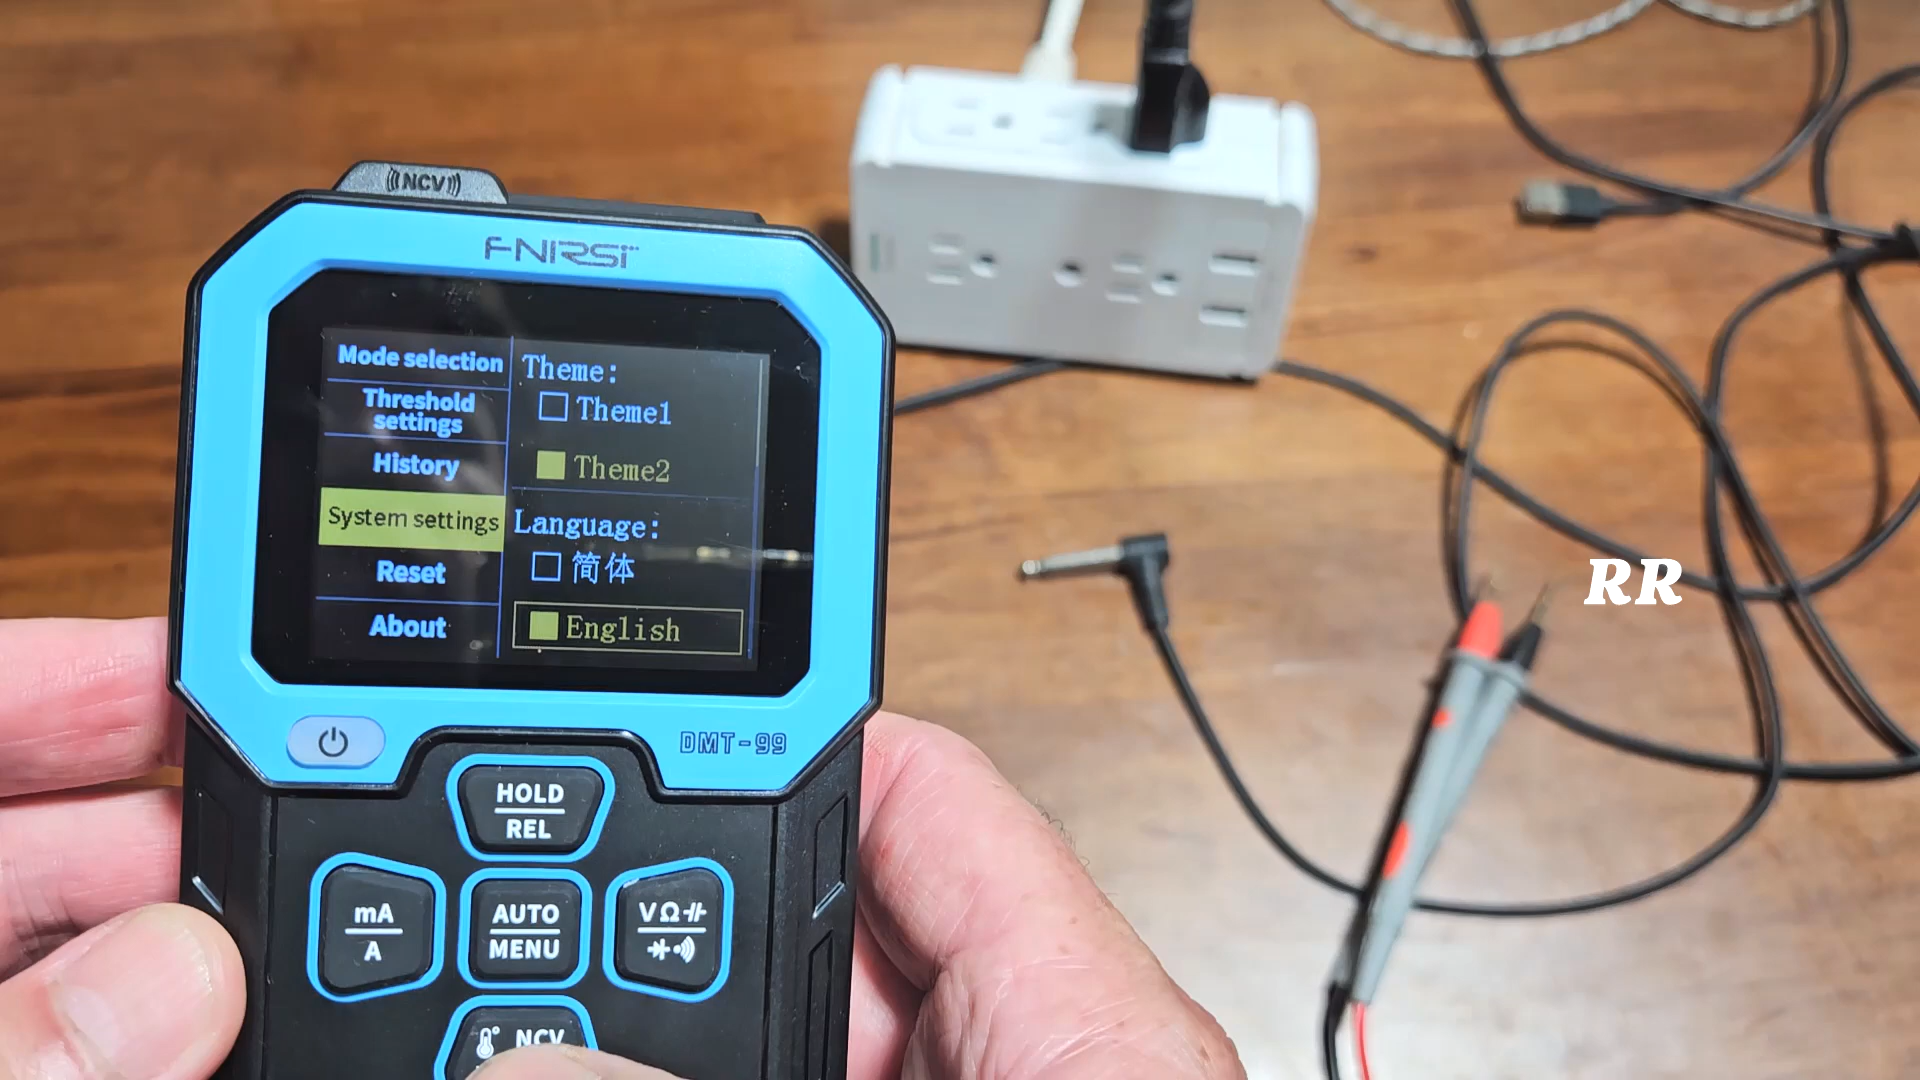 ((NCV))
FNIRSI
Mode selection
Threshold
settings
History
System settings
Reset
About
Theme:
Theme1
Theme2
Language:
简体
English
DMT-99
HOLD
REL
mA
A
AUTO
MENU
VΩ
NCV
RR